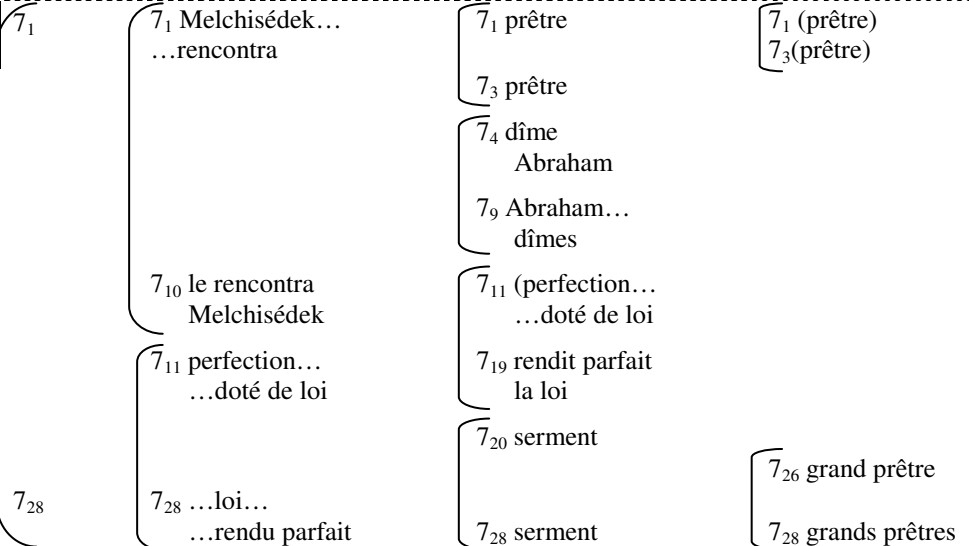 7₁ 7₁ Melchisédek… 7₁ prêtre 7₁ (prêtre)
…rencontra 7₃(prêtre)
7₃ prêtre
7₄ dîme
Abraham
7₉ Abraham…
dîmes
7₁₀ le rencontra 7₁₁ (perfection…
Melchisédek …doté de loi
7₁₁ perfection… 7₁₉ rendit parfait
…doté de loi la loi
7₂₀ serment
7₂₆ grand prêtre
7₂₈ 7₂₈ …loi…
…rendu parfait 7₂₈ serment 7₂₈ grands prêtres